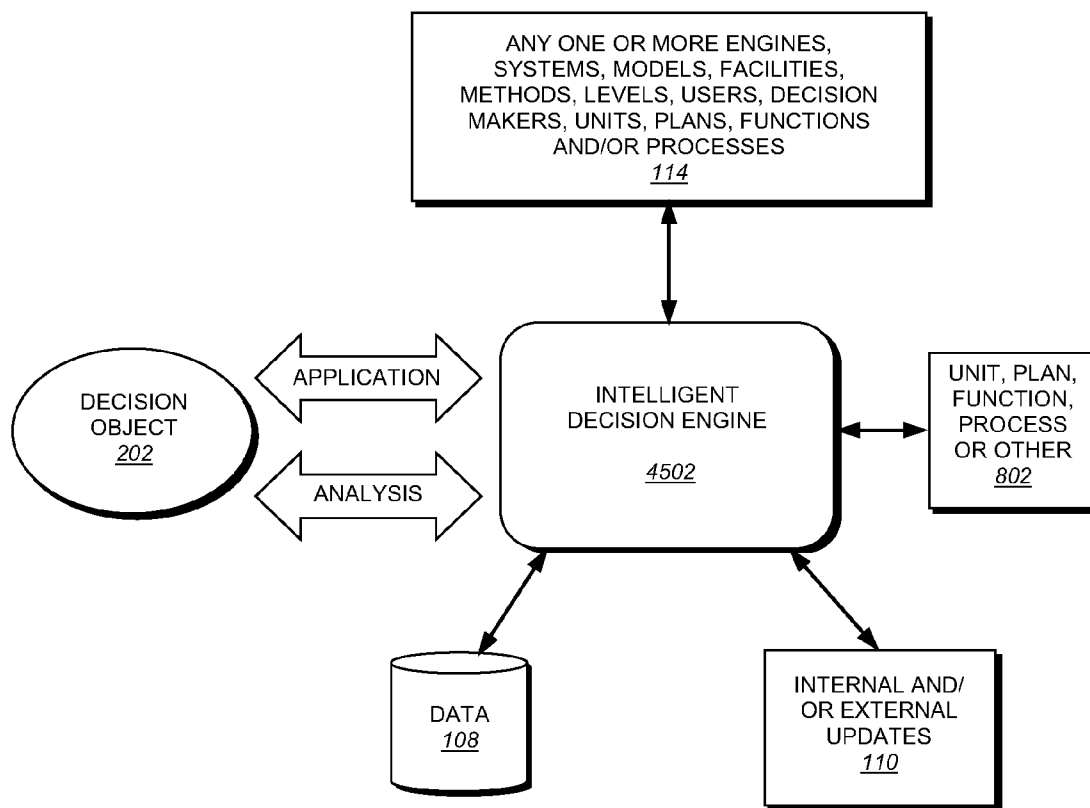 ANY ONE OR MORE ENGINES,
SYSTEMS, MODELS, FACILITIES,
METHODS, LEVELS, USERS, DECISION
MAKERS, UNITS, PLANS, FUNCTIONS
AND/OR PROCESSES
114
DECISION
OBJECT
202
APPLICATION
ANALYSIS
INTELLIGENT
DECISION ENGINE
4502
UNIT, PLAN,
FUNCTION,
PROCESS
OR OTHER
802
DATA
108
INTERNAL AND/
OR EXTERNAL
UPDATES
110